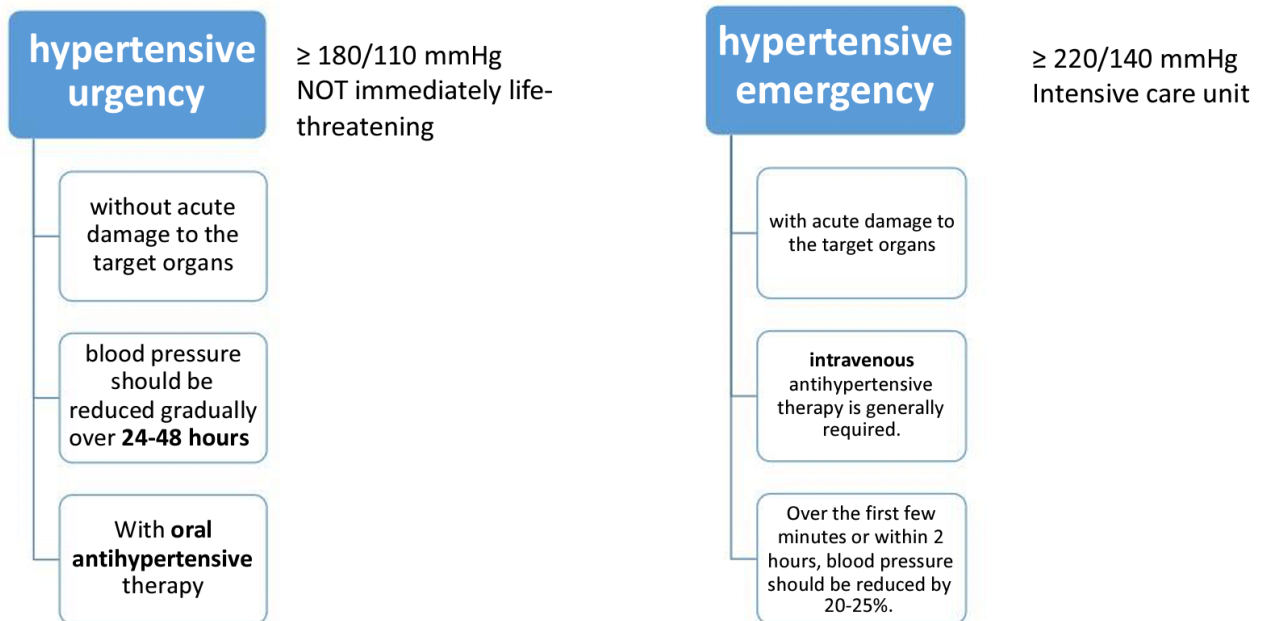 hypertensive
urgency
≥ 180/110 mmHg
NOT immediately life-
threatening
without acute
damage to the
target organs
blood pressure
should be
reduced gradually
over 24-48 hours
With oral
antihypertensive
therapy
hypertensive
emergency
≥ 220/140 mmHg
Intensive care unit
with acute damage to
the target organs
intravenous
antihypertensive
therapy is generally
required.
Over the first few
minutes or within 2
hours, blood pressure
should be reduced by
20-25%.